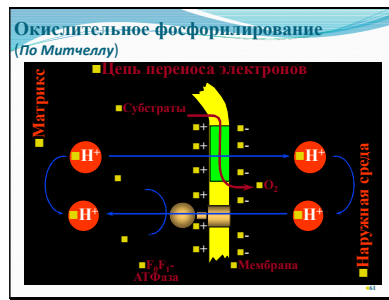 Окислительное фосфорилирование
(По Митчеллу)
Цепь переноса электронов
Матрикс
Субстраты
+ -
+ -
H⁺ + - H⁺
+ -
O₂
+ -
H⁺ + - H⁺
+ -
+ -
F₀F₁-
АТФаза
Мембрана
Наружная среда
61